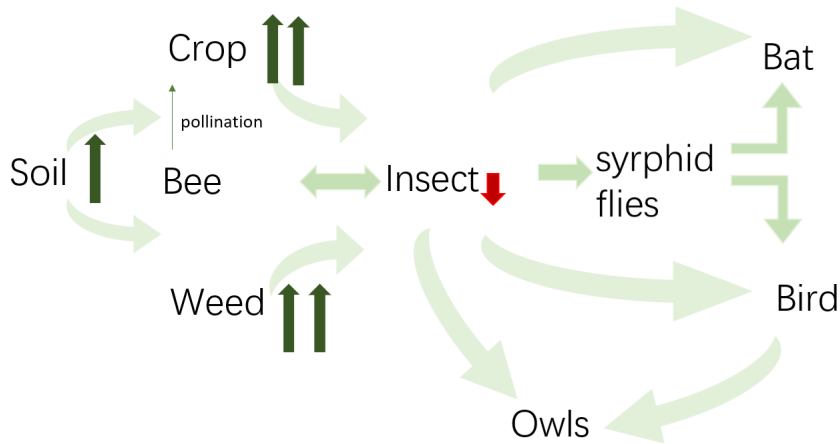 Crop
Bat
pollination
Soil
Bee
Insect
syrphid
flies
Weed
Bird
Owls